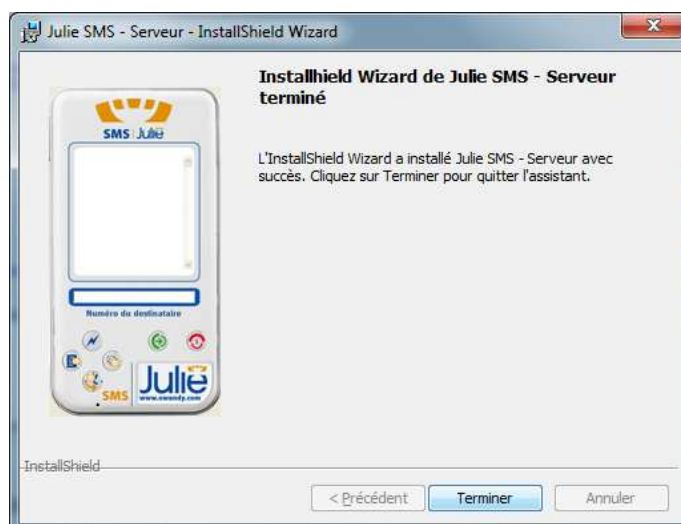 Julie SMS - Serveur - InstallShield Wizard
Installhield Wizard de Julie SMS - Serveur
terminé
L'InstallShield Wizard a installé Julie SMS - Serveur avec
succès. Cliquez sur Terminer pour quitter l'assistant.
SMS Julie
Numéro du destinataire
SMS
Julie
www.owandy.com
InstallShield
< Précédent
Terminer
Annuler